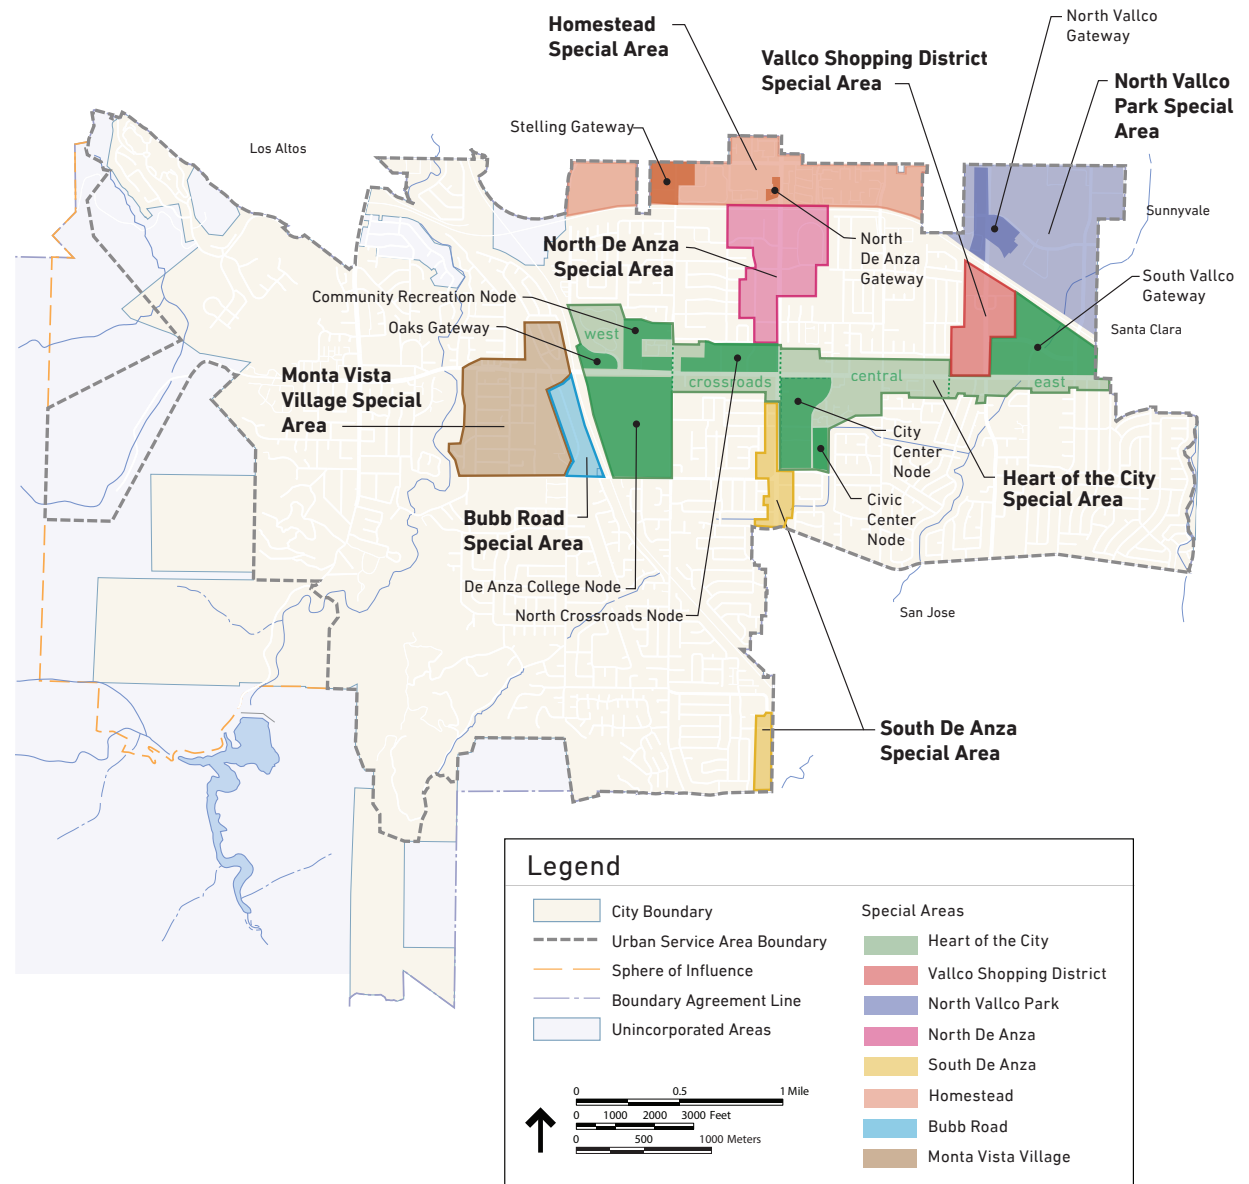 Homestead
Special Area
North Vallco
Gateway
Vallco Shopping District
Special Area
North Vallco
Park Special
Area
Stelling Gateway
Los Altos
Sunnyvale
North De Anza
Special Area
North
De Anza
Gateway
South Vallco
Gateway
Community Recreation Node
Oaks Gateway
Santa Clara
west
crossroads
central
east
Monta Vista
Village Special
Area
City
Center
Node
Heart of the City
Special Area
Civic
Center
Node
Bubb Road
Special Area
De Anza College Node
North Crossroads Node
San Jose
South De Anza
Special Area
Legend
City Boundary
Urban Service Area Boundary
Sphere of Influence
Boundary Agreement Line
Unincorporated Areas
Special Areas
Heart of the City
Vallco Shopping District
North Vallco Park
North De Anza
South De Anza
Homestead
Bubb Road
Monta Vista Village
0 0.5 1 Mile
0 1000 2000 3000 Feet
0 500 1000 Meters